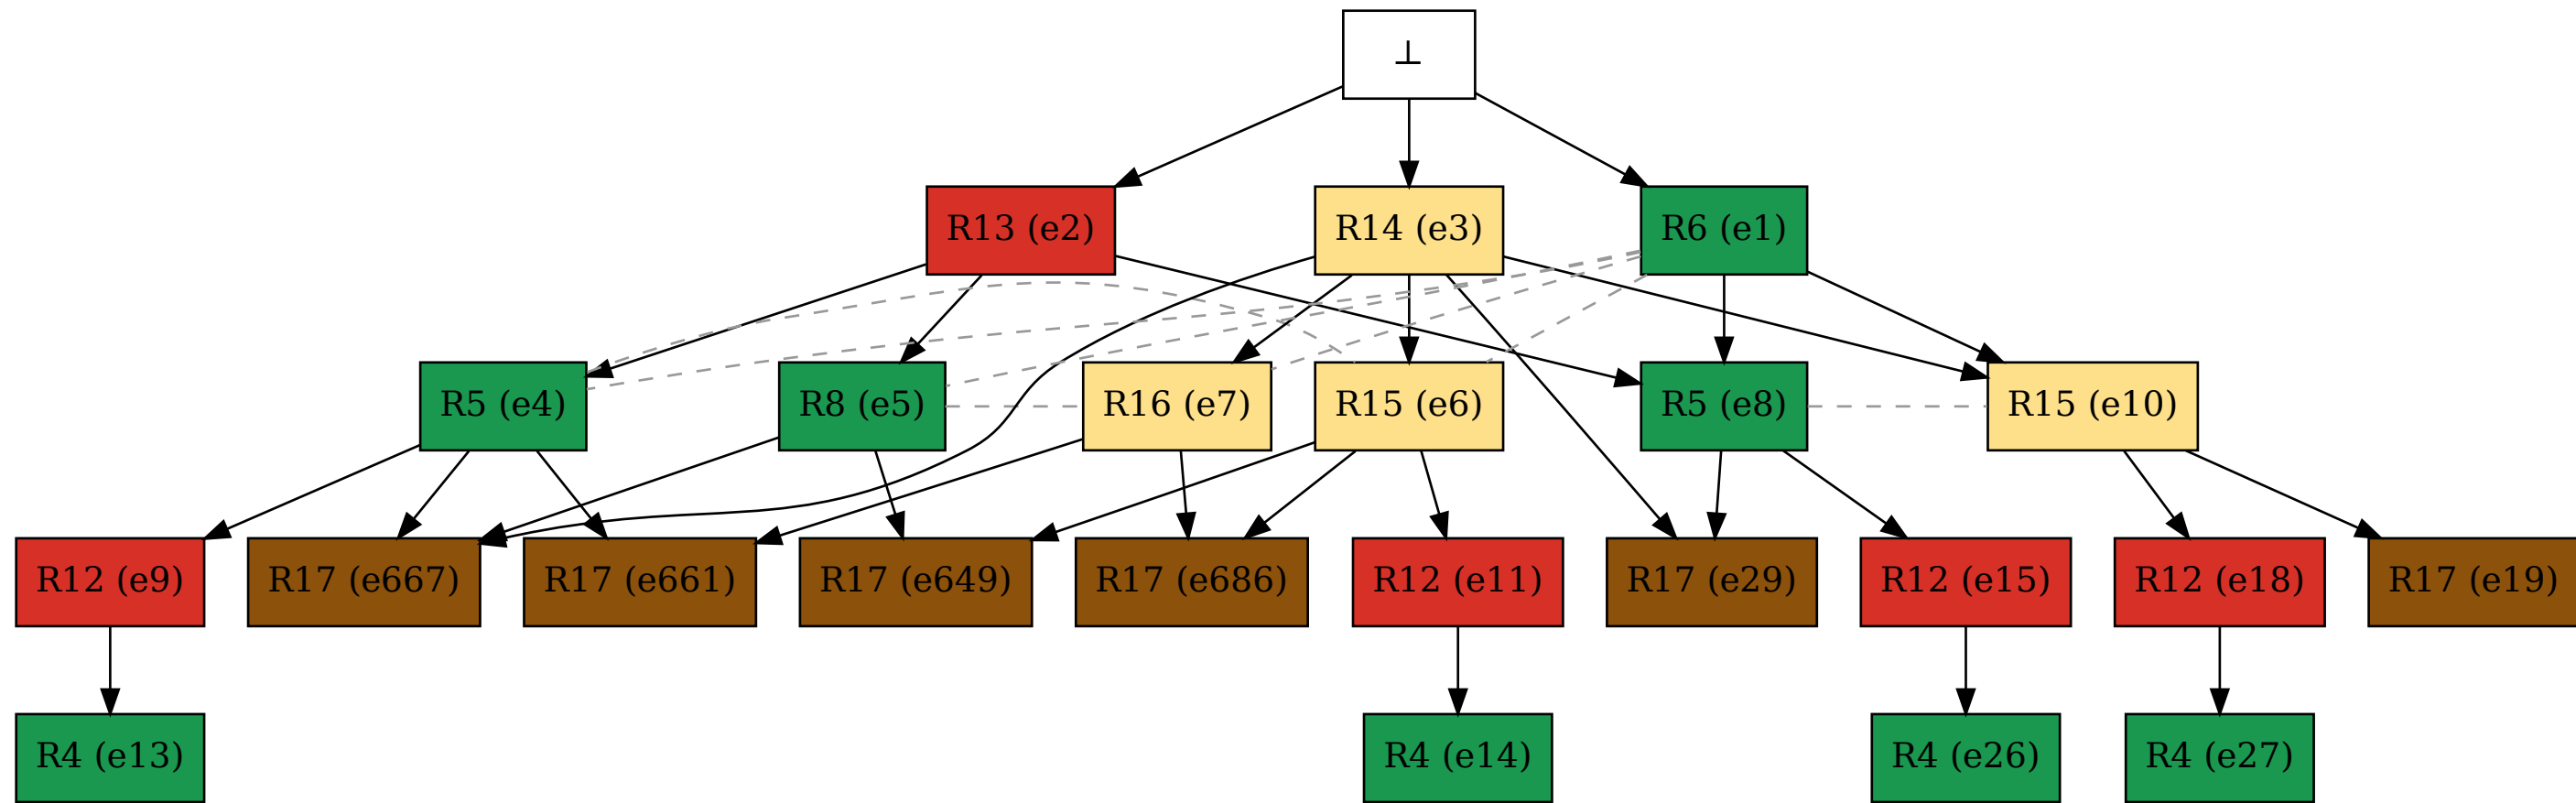 ⊥
R13 (e2)
R14 (e3)
R6 (e1)
R5 (e4)
R8 (e5)
R16 (e7)
R15 (e6)
R5 (e8)
R15 (e10)
R12 (e9)
R17 (e667)
R17 (e661)
R17 (e649)
R17 (e686)
R12 (e11)
R17 (e29)
R12 (e15)
R12 (e18)
R17 (e19)
R4 (e13)
R4 (e14)
R4 (e26)
R4 (e27)